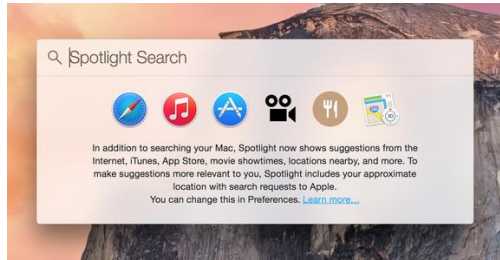 Spotlight Search
3D
In addition to searching your Mac, Spotlight now shows suggestions from the
Internet, iTunes, App Store, movie showtimes, locations nearby, and more. To
make suggestions more relevant to you, Spotlight includes your approximate
location with search requests to Apple.
You can change this in Preferences. Learn more...